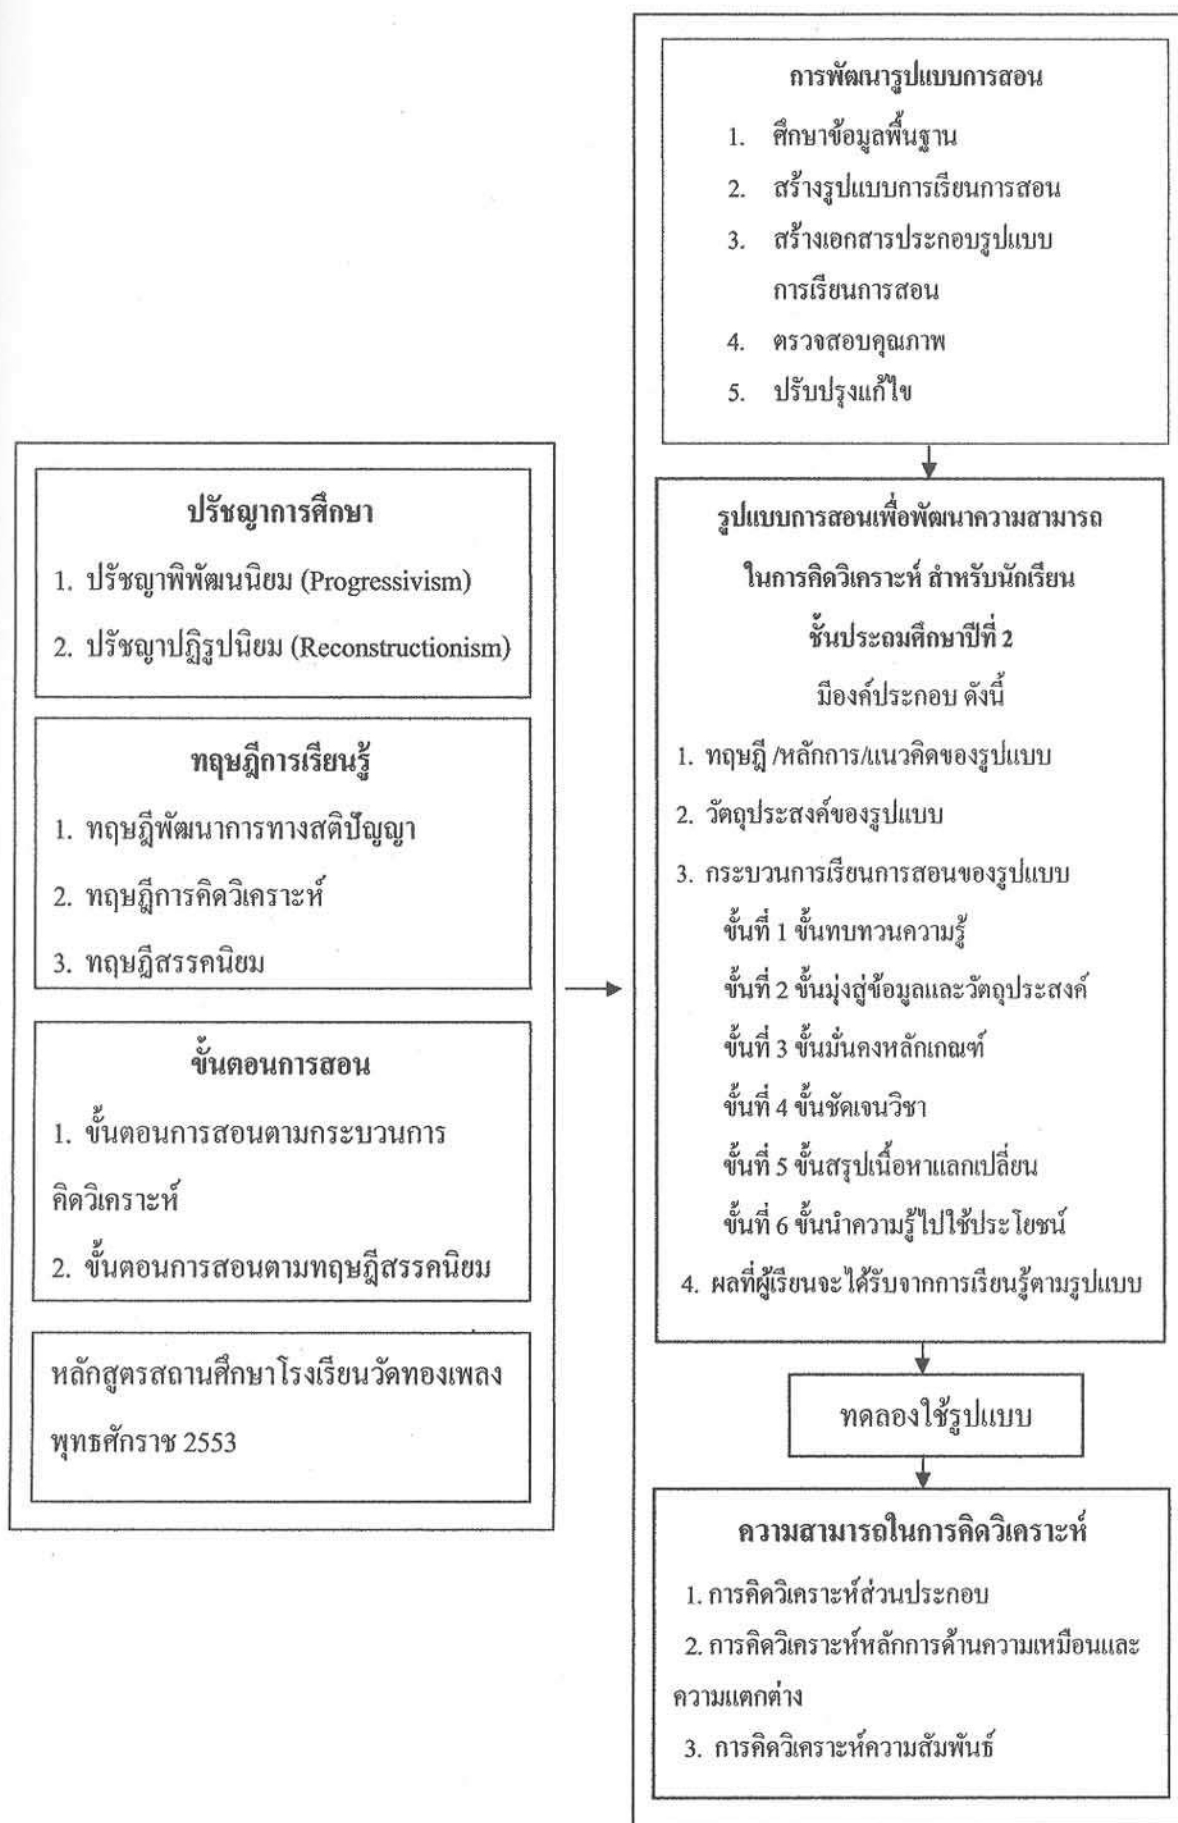 ปรัชญาการศึกษา
1. ปรัชญาพิพัฒนนิยม (Progressivism)
2. ปรัชญาปฏิรูปนิยม (Reconstructionism)
ทฤษฎีการเรียนรู้
1. ทฤษฎีพัฒนาการทางสติปัญญา
2. ทฤษฎีการคิดวิเคราะห์
3. ทฤษฎีสรรคนิยม
ขั้นตอนการสอน
1. ขั้นตอนการสอนตามกระบวนการ
คิดวิเคราะห์
2. ขั้นตอนการสอนตามทฤษฎีสรรคนิยม
หลักสูตรสถานศึกษาโรงเรียนวัดทองเพลง
พุทธศักราช 2553
การพัฒนารูปแบบการสอน
1. ศึกษาข้อมูลพื้นฐาน
2. สร้างรูปแบบการเรียนการสอน
3. สร้างเอกสารประกอบรูปแบบ
การเรียนการสอน
4. ตรวจสอบคุณภาพ
5. ปรับปรุงแก้ไข
รูปแบบการสอนเพื่อพัฒนาความสามารถ
ในการคิดวิเคราะห์ สำหรับนักเรียน
ชั้นประถมศึกษาปีที่ 2
มีองค์ประกอบ ดังนี้
1. ทฤษฎี /หลักการ/แนวคิดของรูปแบบ
2. วัตถุประสงค์ของรูปแบบ
3. กระบวนการเรียนการสอนของรูปแบบ
ขั้นที่ 1 ขั้นทบทวนความรู้
ขั้นที่ 2 ขั้นมุ่งสู่ข้อมูลและวัตถุประสงค์
ขั้นที่ 3 ขั้นมั่นคงหลักเกณฑ์
ขั้นที่ 4 ขั้นชัดเจนวิชา
ขั้นที่ 5 ขั้นสรุปเนื้อหาแลกเปลี่ยน
ขั้นที่ 6 ขั้นนำความรู้ไปใช้ประโยชน์
4. ผลที่ผู้เรียนจะได้รับจากการเรียนรู้ตามรูปแบบ
ทดลองใช้รูปแบบ
ความสามารถในการคิดวิเคราะห์
1. การคิดวิเคราะห์ส่วนประกอบ
2. การคิดวิเคราะห์หลักการด้านความเหมือนและ
ความแตกต่าง
3. การคิดวิเคราะห์ความสัมพันธ์